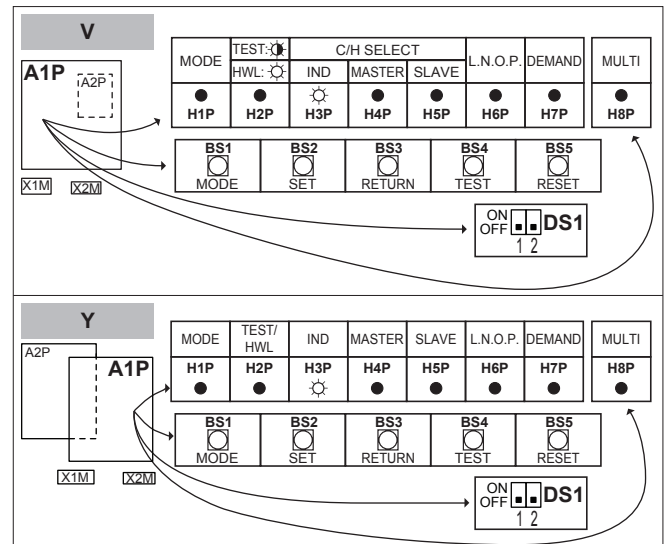 V
A1P
A2P
X1M X2M
MODE TEST: C/H SELECT L.N.O.P. DEMAND MULTI
HWL: IND MASTER SLAVE
H1P H2P H3P H4P H5P H6P H7P H8P
BS1 BS2 BS3 BS4 BS5
MODE SET RETURN TEST RESET
ON
OFF DS1
1 2
Y
A2P
A1P
X1M X2M
MODE TEST/ IND MASTER SLAVE L.N.O.P. DEMAND MULTI
HWL
H1P H2P H3P H4P H5P H6P H7P H8P
BS1 BS2 BS3 BS4 BS5
MODE SET RETURN TEST RESET
ON
OFF DS1
1 2